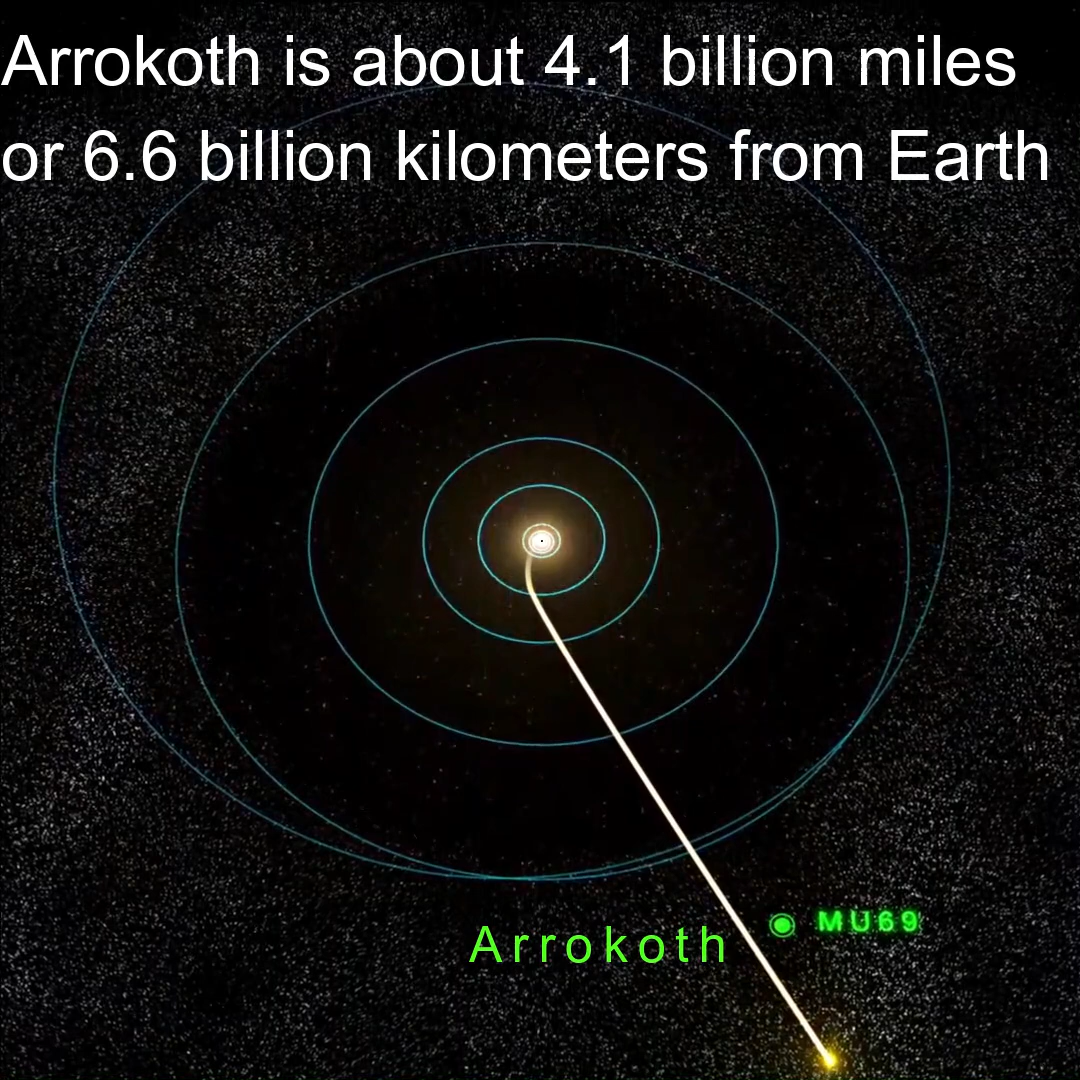 Arrokoth is about 4.1 billion miles
or 6.6 billion kilometers from Earth
MU69
Arrokoth